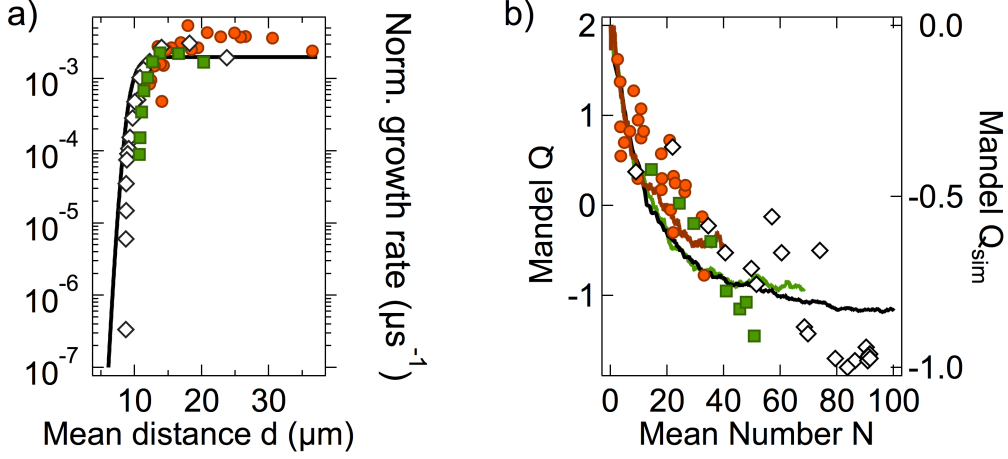 a)
10⁻³
10⁻⁴
10⁻⁵
10⁻⁶
10⁻⁷
10 20 30
Mean distance d (µm)
Norm. growth rate (µs⁻¹)
b)
2
1
0
-1
Mandel Q
0 20 40 60 80 100
Mean Number N
0.0
-0.5
-1.0
Mandel Qsim